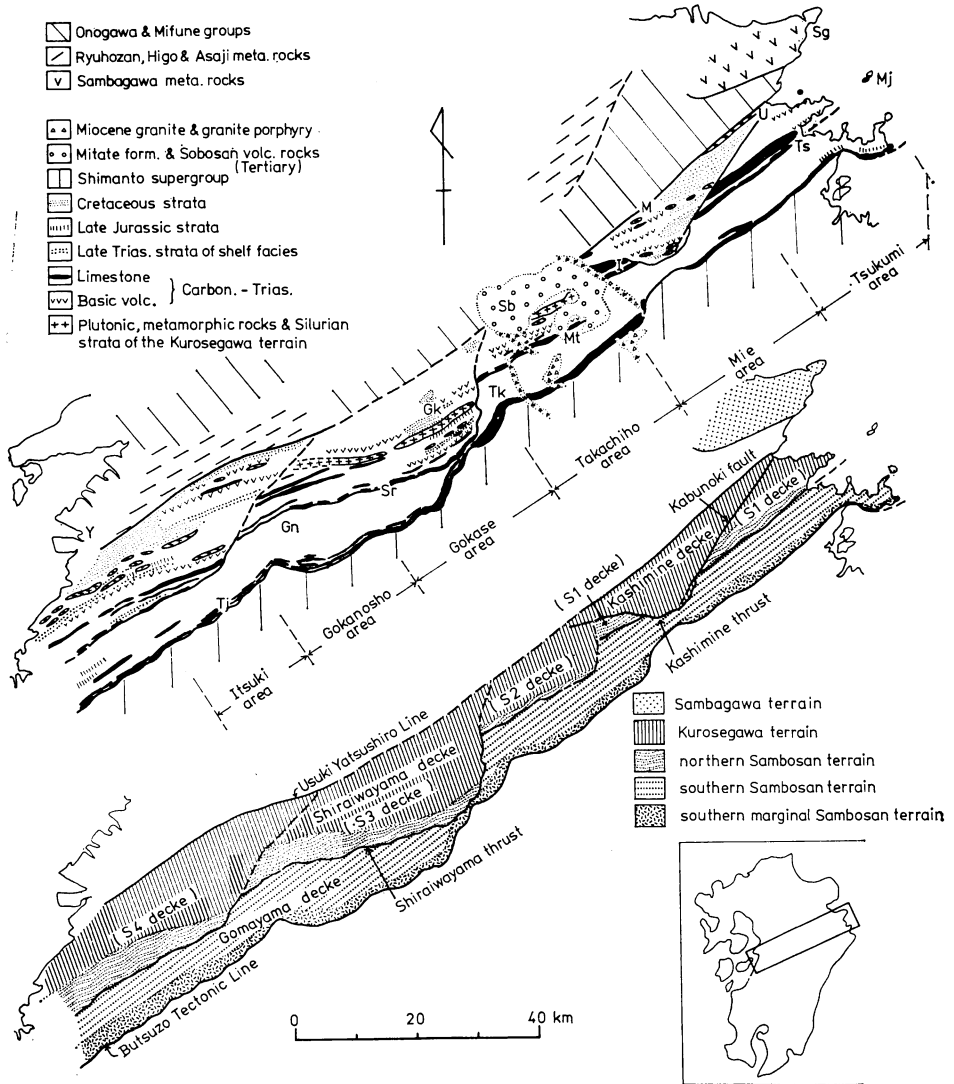 Onogawa & Mifune groups
Ryuhozan, Higo & Asaji meta. rocks
Sambagawa meta. rocks
Miocene granite & granite porphyry
Mitate form. & Sobosan volc. rocks
(Tertiary)
Shimanto supergroup
Cretaceous strata
Late Jurassic strata
Late Trias. strata of shelf facies
Limestone
Basic volc.
} Carbon. - Trias.
Plutonic, metamorphic rocks & Silurian
strata of the Kurosegawa terrain
Sg
Mj
U
Ts
M
I
Sb
Mt
Tk
Gk
Sr
Gn
Y
Tj
Tsukumi area
Mie
area
Takachiho
area
Gokase
area
Gokanosho
area
Itsuki
area
Kabunoki fault
(S1 decke)
Kashimine decke
(S1 decke)
Kashimine thrust
(S2 decke)
Usuki Yatsushiro Line
Shiraiwayama decke
(S3 decke)
Shiraiwayama thrust
(S4 decke)
Gomayama decke
Butsuzo Tectonic Line
Sambagawa terrain
Kurosegawa terrain
northern Sambosan terrain
southern Sambosan terrain
southern marginal Sambosan terrain
0 20 40 km